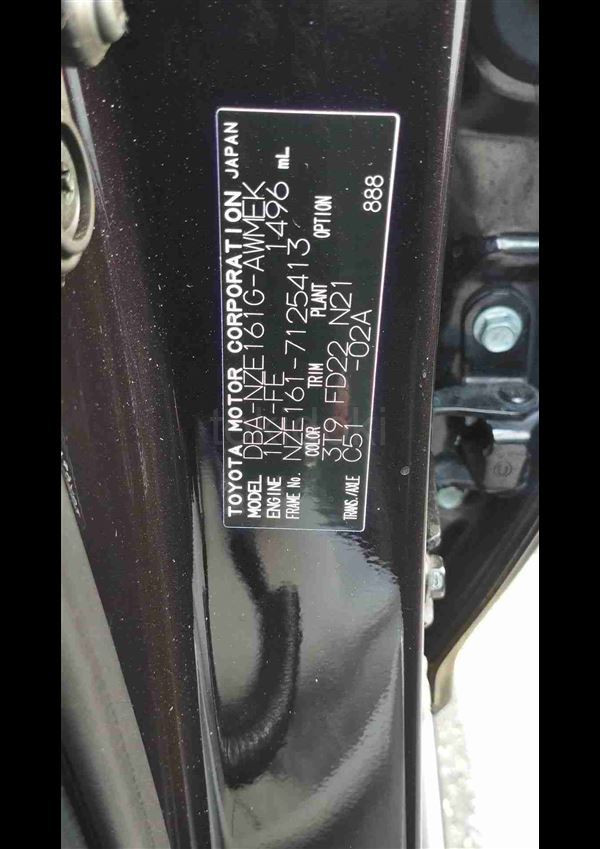 TOYOTA MOTOR CORPORATION JAPAN
MODEL DBA-NZE161G-AWMEK
ENGINE 1NZ-FE 1496 mL
FRAME No. NZE161-7125413
COLOR TRIM PLANT OPTION
3T9 FD22 N21 888
TRANS./AXLE C51 -02A